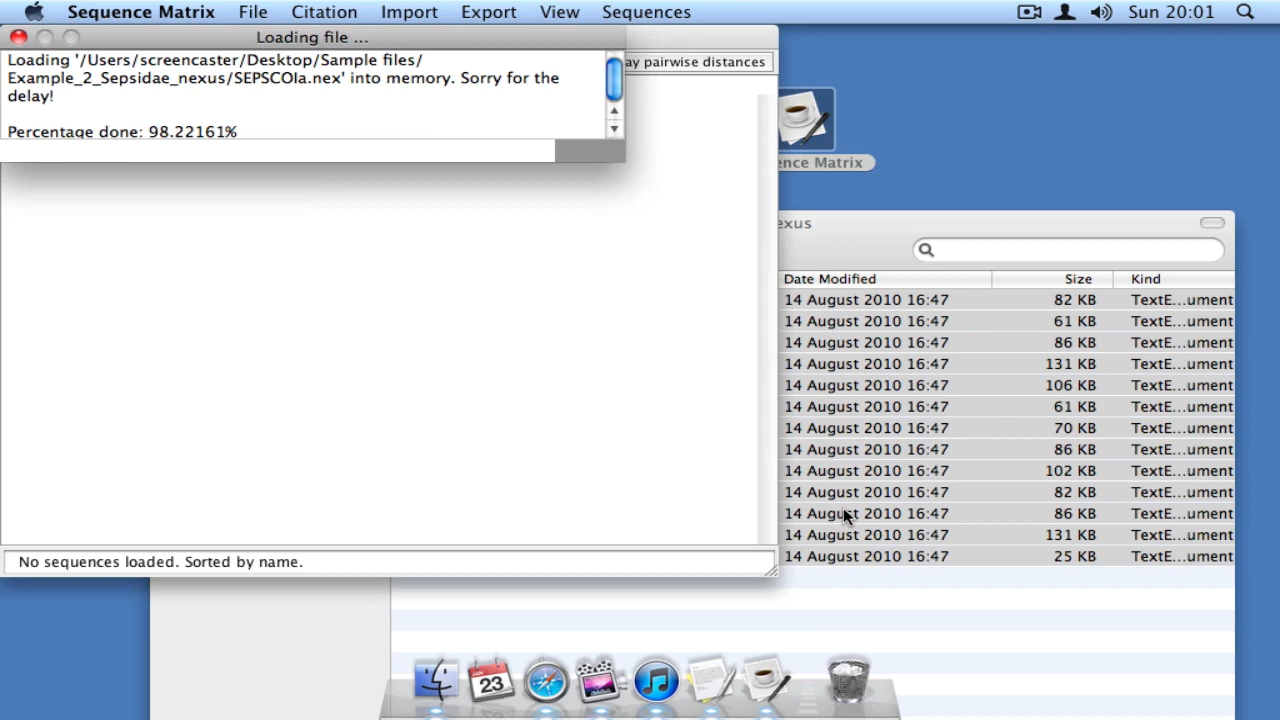 Sequence Matrix File Citation Import Export View Sequences Sun 20:01
Loading file ...
Loading '/Users/screencaster/Desktop/Sample files/
Example_2_Sepsidae_nexus/SEPSCOIa.nex' into memory. Sorry for the
delay!
Percentage done: 98.22161%
ay pairwise distances
ence Matrix
exus
Date Modified Size Kind
14 August 2010 16:47 82 KB TextE...ument
14 August 2010 16:47 61 KB TextE...ument
14 August 2010 16:47 86 KB TextE...ument
14 August 2010 16:47 131 KB TextE...ument
14 August 2010 16:47 106 KB TextE...ument
14 August 2010 16:47 61 KB TextE...ument
14 August 2010 16:47 70 KB TextE...ument
14 August 2010 16:47 86 KB TextE...ument
14 August 2010 16:47 102 KB TextE...ument
14 August 2010 16:47 82 KB TextE...ument
14 August 2010 16:47 86 KB TextE...ument
14 August 2010 16:47 131 KB TextE...ument
14 August 2010 16:47 25 KB TextE...ument
No sequences loaded. Sorted by name.
JAN
23